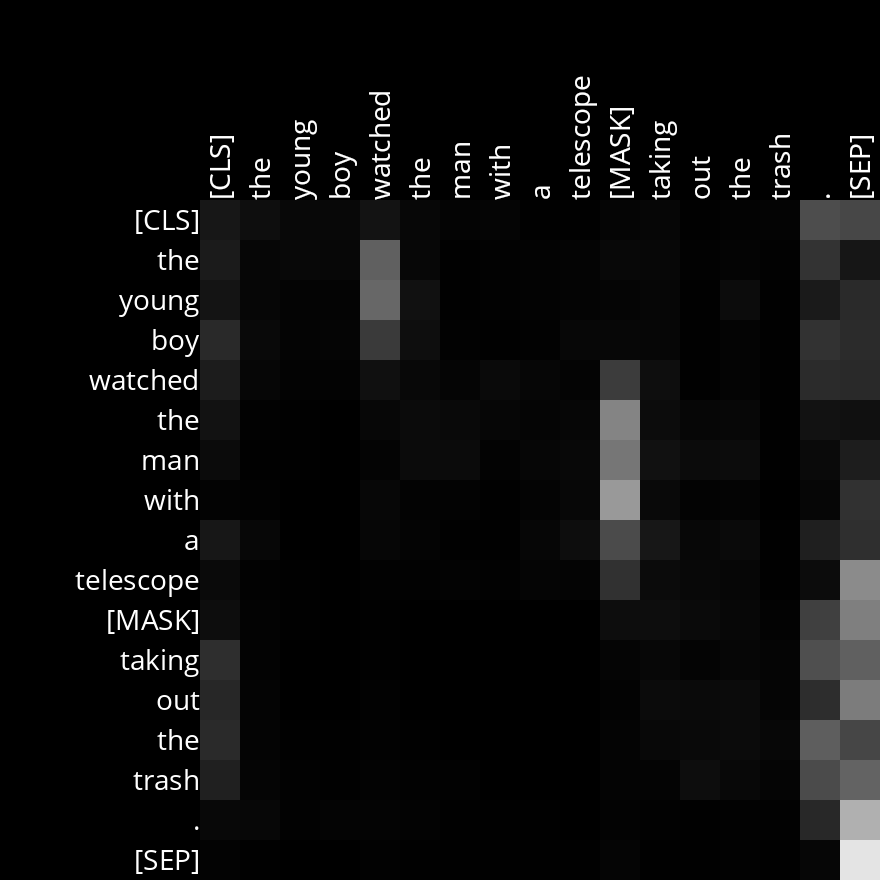 [CLS] the young boy watched the man with a telescope [MASK] taking out the trash . [SEP]
[CLS]
the
young
boy
watched
the
man
with
a
telescope
[MASK]
taking
out
the
trash
.
[SEP]